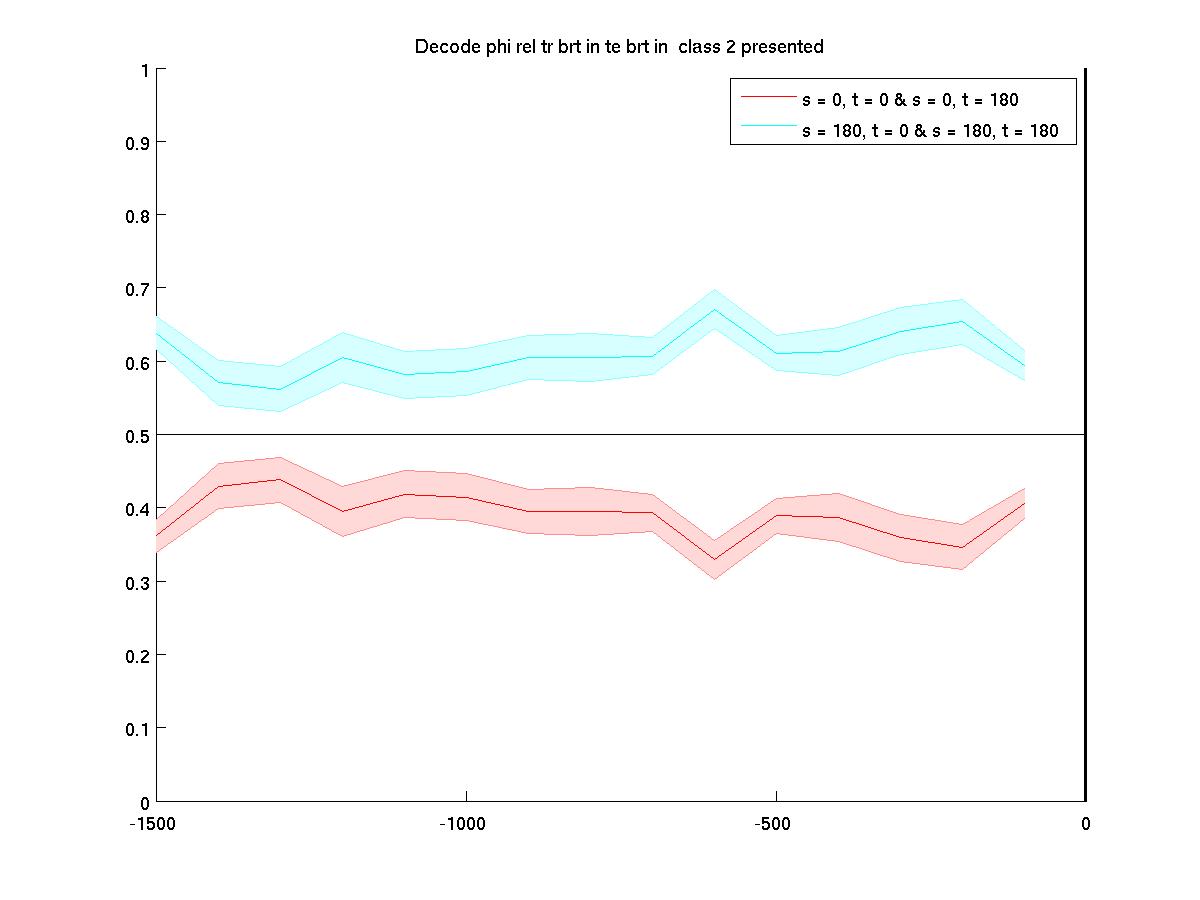 Decode phi rel tr brt in te brt in  class 2 presented
s = 0, t = 0 & s = 0, t = 180
s = 180, t = 0 & s = 180, t = 180
1
0.9
0.8
0.7
0.6
0.5
0.4
0.3
0.2
0.1
0
-1500 -1000 -500 0